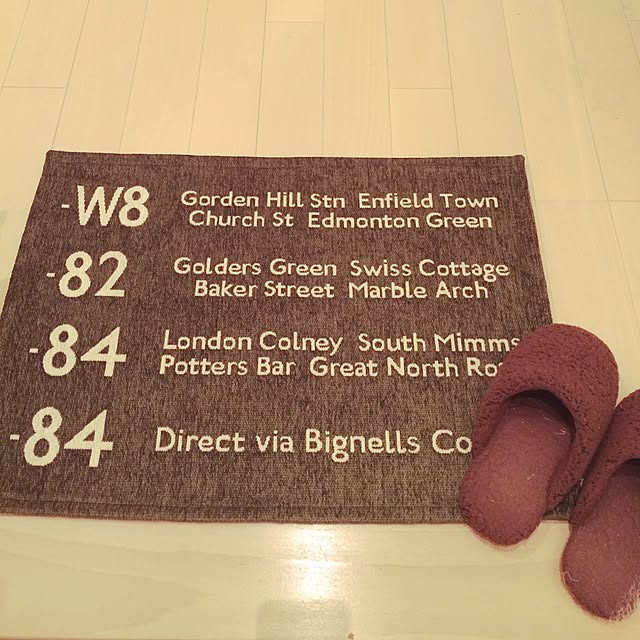 -W8 Gorden Hill Stn Enfield Town
Church St Edmonton Green
-82 Golders Green Swiss Cottage
Baker Street Marble Arch
-84 London Colney South Mimms
Potters Bar Great North
-84 Direct via Bignells